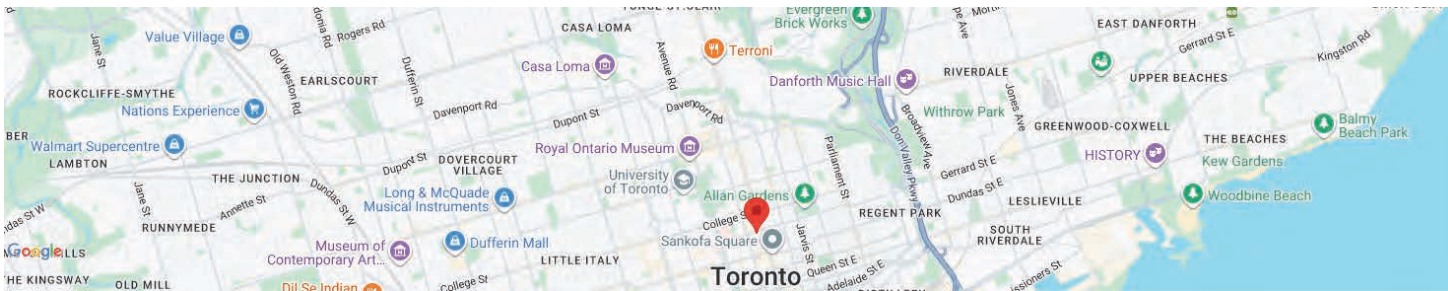 Evergreen
Brick Works
EAST DANFORTH
CASA LOMA
Rogers Rd
Value Village
Gerrard St E
Kingston Rd
Jane St
Old Weston Rd
Dufferin St
Avenue Rd
Terroni
Casa Loma
EARLSCOURT
Danforth Music Hall
RIVERDALE
UPPER BEACHES
ROCKCLIFFE-SMYTHE
Nations Experience
Davenport Rd
Davenport Rd
Dupont St
Withrow Park
Jones Ave
Broadview Ave
Don Valley Pkwy
GREENWOOD-COXWELL
Balmy
Beach Park
Walmart Supercentre
LAMBTON
Royal Ontario Museum
Parliament St
THE BEACHES
HISTORY
Kew Gardens
DOVERCOURT
VILLAGE
Dupont St
THE JUNCTION
University
of Toronto
Gerrard St E
Dundas St E
Jane St
Annette St
Dundas St W
Long & McQuade
Musical Instruments
Allan Gardens
Woodbine Beach
LESLIEVILLE
REGENT PARK
RUNNYMEDE
College St
Jarvis St
SOUTH
RIVERDALE
Google
Museum of
Contemporary Art...
Dufferin Mall
Sankofa Square
LITTLE ITALY
Queen St E
Adelaide St E
THE KINGSWAY
OLD MILL
College St
Toronto
Dil Se Indian